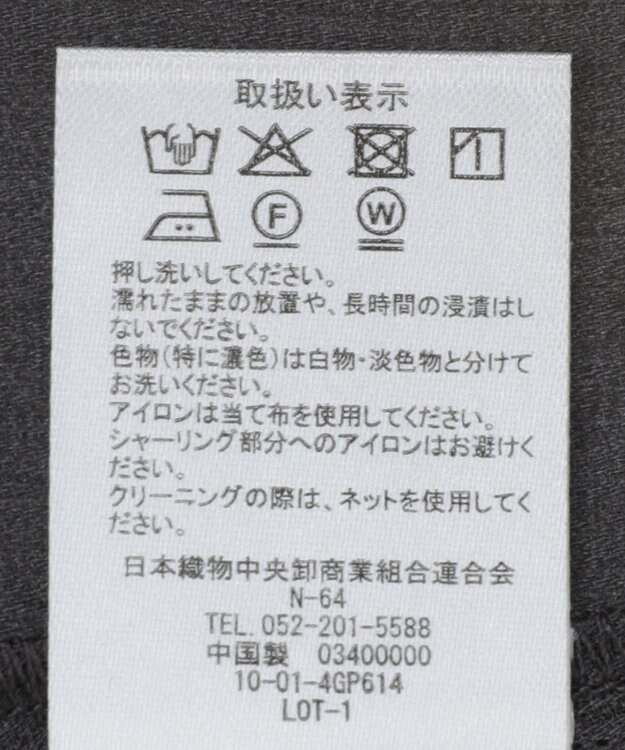 取扱い表示
F W
押し洗いしてください。
濡れたままの放置や、長時間の浸漬はし
ないでください。
色物(特に濃色)は白物・淡色物と分けて
お洗いください。
アイロンは当て布を使用してください。
シャーリング部分へのアイロンはお避けく
ださい。
クリーニングの際は、ネットを使用してく
ださい。
日本織物中央卸商業組合連合会
N-64
TEL. 052-201-5588
中国製 03400000
10-01-4GP614
LOT-1